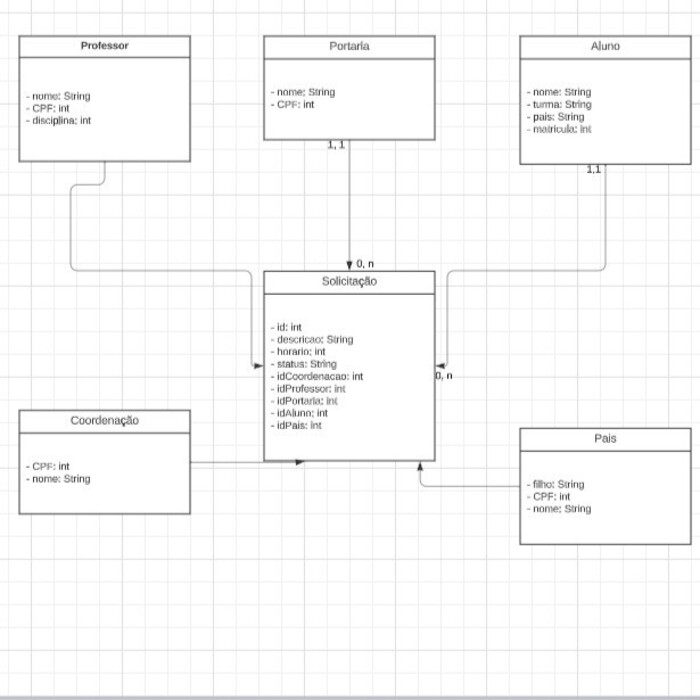 Professor
- nome: String
- CPF: int
- disciplina: int
Portaria
- nome: String
- CPF: int
1, 1
Aluno
- nome: String
- turma: String
- pais: String
- matricula: int
1,1
0, n
Solicitação
- id: int
- descricao: String
- horario: int
- status: String
- idCoordenacao: int
- idProfessor: int
- idPortaria: int
- idAluno: int
- idPais: int
0, n
Coordenação
- CPF: int
- nome: String
Pais
- filho: String
- CPF: int
- nome: String